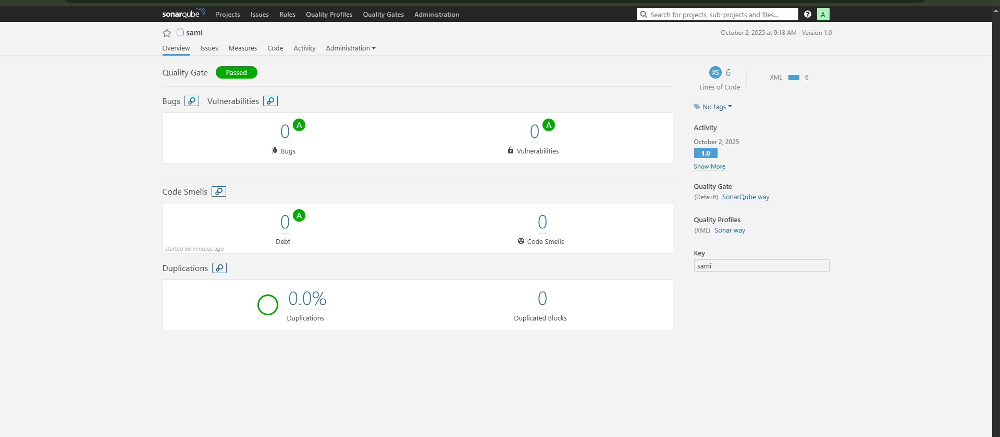 sonarqube Projects Issues Rules Quality Profiles Quality Gates Administration Search for projects, sub-projects and files... ? A
sami October 2, 2025 at 9:18 AM Version 1.0
Overview Issues Measures Code Activity Administration
Quality Gate Passed
Bugs Vulnerabilities
0 A
Bugs
0 A
Vulnerabilities
Code Smells
0 A
Debt
started 56 minutes ago
0
Code Smells
Duplications
0.0%
Duplications
0
Duplicated Blocks
XS 6
Lines of Code
XML 6
No tags
Activity
October 2, 2025
1.0
Show More
Quality Gate
(Default) SonarQube way
Quality Profiles
(XML) Sonar way
Key
sami